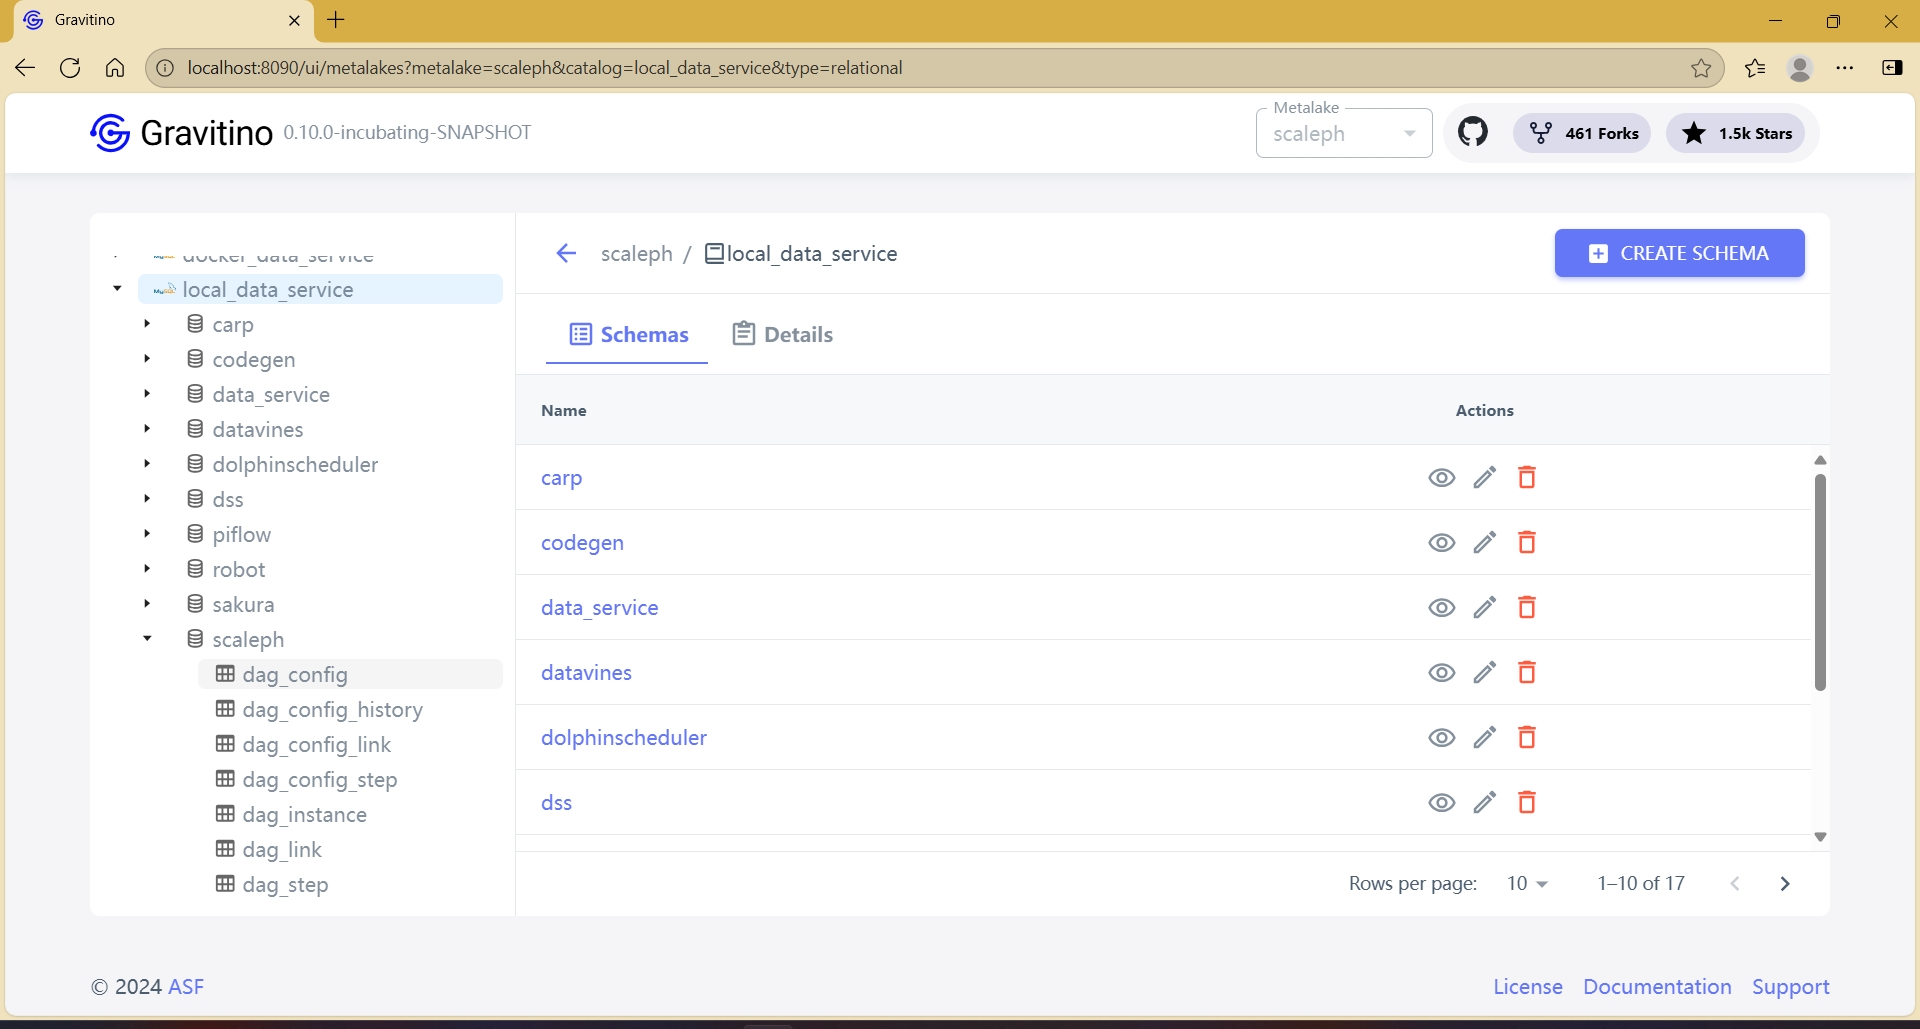 Gravitino
localhost:8090/ui/metalakes?metalake=scaleph&catalog=local_data_service&type=relational
Gravitino 0.10.0-incubating-SNAPSHOT
Metalake
scaleph
461 Forks
1.5k Stars
docker_data_service
local_data_service
carp
codegen
data_service
datavines
dolphinscheduler
dss
piflow
robot
sakura
scaleph
dag_config
dag_config_history
dag_config_link
dag_config_step
dag_instance
dag_link
dag_step
scaleph / local_data_service
CREATE SCHEMA
Schemas
Details
Name Actions
carp
codegen
data_service
datavines
dolphinscheduler
dss
Rows per page: 10 1–10 of 17
© 2024 ASF
License Documentation Support